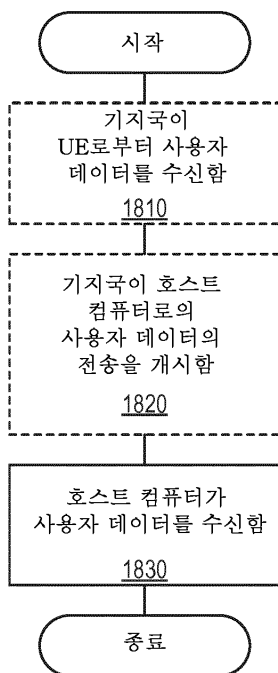 시작
기지국이
UE로부터 사용자
데이터를 수신함
1810
기지국이 호스트
컴퓨터로의
사용자 데이터의
전송을 개시함
1820
호스트 컴퓨터가
사용자 데이터를 수신함
1830
종료